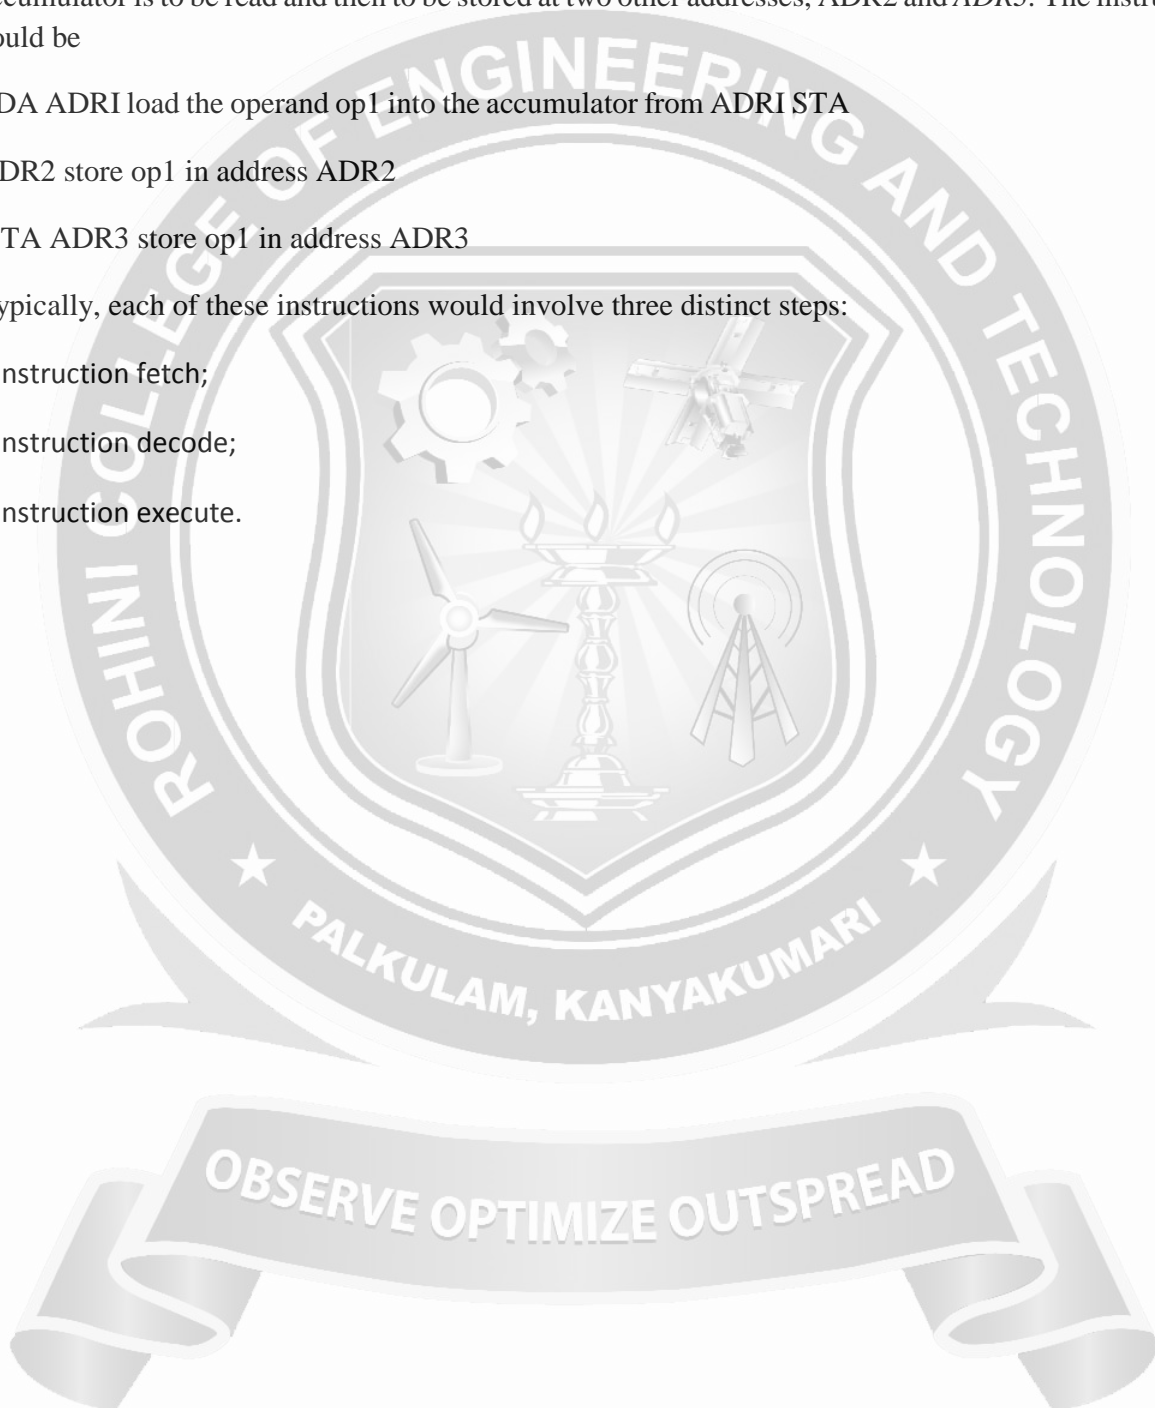 cumulator is to be read and then to be stored at two other addresses, ADR2 and ADR3. The instru
ould be
DA ADRI load the operand op1 into the accumulator from ADRI STA
DR2 store op1 in address ADR2
TA ADR3 store op1 in address ADR3
ypically, each of these instructions would involve three distinct steps:
nstruction fetch;
nstruction decode;
nstruction execute.
ROHINI COLLEGE OF ENGINEERING AND TECHNOLOGY
PALKULAM, KANYAKUMARI
OBSERVE OPTIMIZE OUTSPREAD